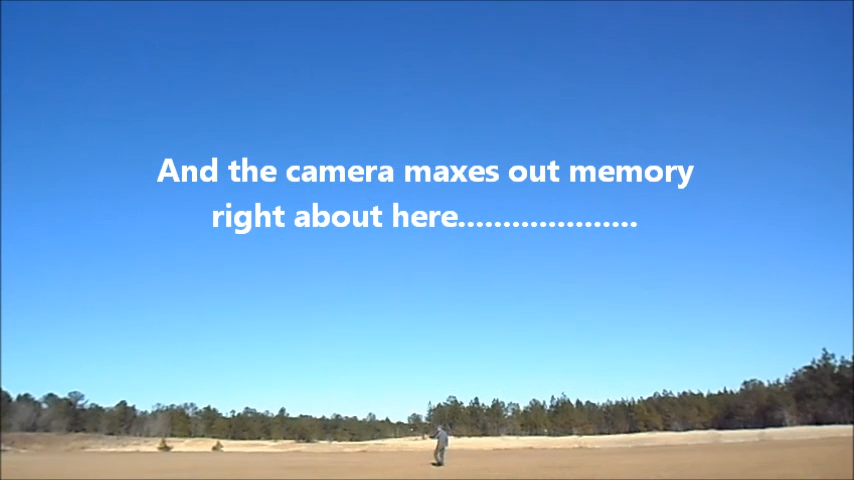 And the camera maxes out memory
right about here....................